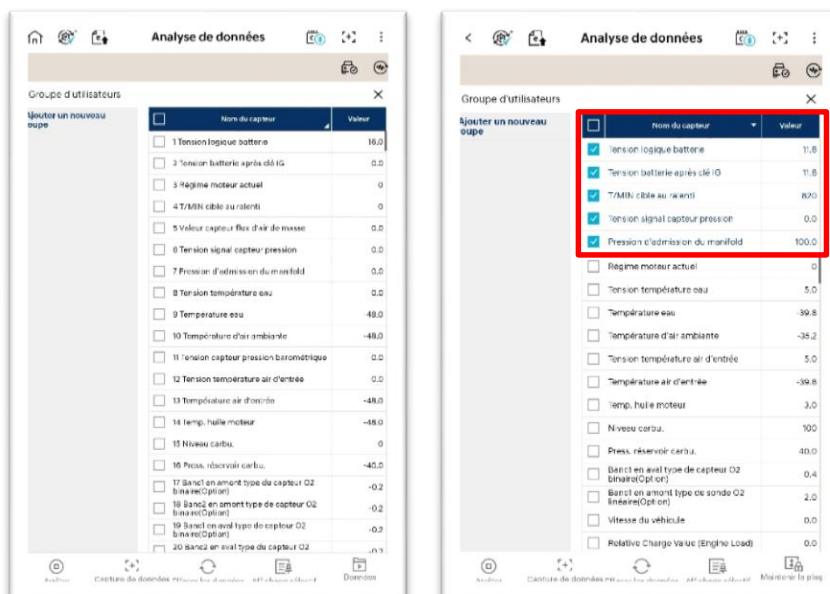 Analyse de données
Groupe d'utilisateurs
Ajouter un nouveau
oupe
Nom du capteur
Valeur
1 Tension logique batterie
16.0
2 Tension batterie après clé IG
0.0
3 Régime moteur actuel
0
4 T/MIN cible au ralenti
0
5 Valeur capteur flux d'air de masse
0.0
6 Tension signal capteur pression
0.0
7 Pression d'admission du manifold
0.0
8 Tension température eau
0.0
9 Température eau
-48.0
10 Température d'air ambiante
-48.0
11 Tension capteur pression barométrique
0.0
12 Tension température air d'entrée
0.0
13 Température air d'entrée
-48.0
14 Temp. huile moteur
-48.0
15 Niveau carbu.
0
16 Press. réservoir carbu.
-40.0
17 Banc1 en amont type de capteur O2
binaire(Option)
-0.2
18 Banc2 en amont type de capteur O2
binaire(Option)
-0.2
19 Banc1 en aval type de capteur O2
binaire(Option)
-0.2
20 Banc2 en aval type de capteur O2
Capture de données
Données
Analyse de données
Groupe d'utilisateurs
Ajouter un nouveau
oupe
Nom du capteur
Valeur
Tension logique batterie
11.8
Tension batterie après clé IG
11.8
T/MIN cible au ralenti
820
Tension signal capteur pression
0.0
Pression d'admission du manifold
100.0
Régime moteur actuel
0
Tension température eau
5.0
Température eau
-39.8
Température d'air ambiante
-35.2
Tension température air d'entrée
5.0
Température air d'entrée
-39.8
Temp. huile moteur
3.0
Niveau carbu.
100
Press. réservoir carbu.
40.0
Banc1 en aval type de capteur O2
binaire(Option)
0.4
Banc1 en amont type de sonde O2
linéaire(Option)
2.0
Vitesse du véhicule
0.0
Relative Charge Value (Engine Load)
0.0
Capture de données
Maintenir la plag